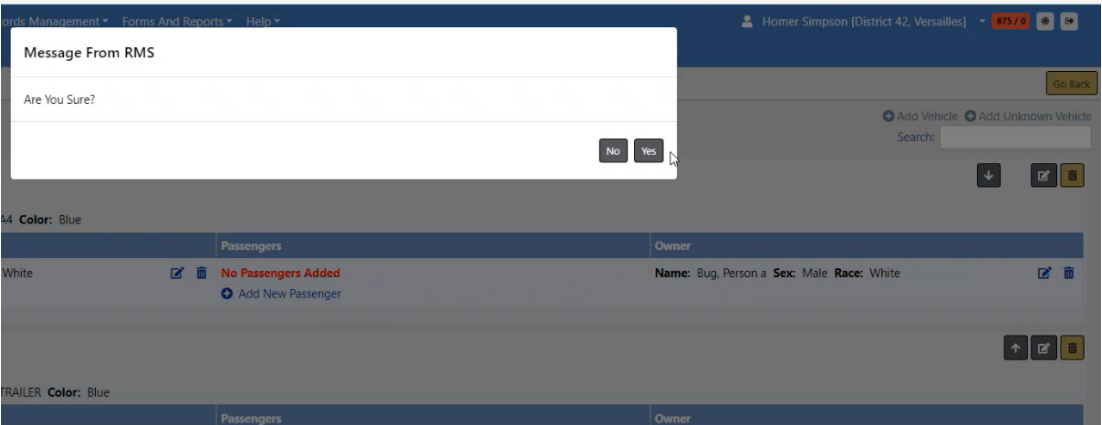 ords Management Forms And Reports Help Homer Simpson [District 42, Versailles] 875 / 0
Message From RMS
Are You Sure?
No Yes
Go Back
Add Vehicle Add Unknown Vehicle
Search:
A4 Color: Blue
Passengers Owner
White No Passengers Added Name: Bug, Person a Sex: Male Race: White
Add New Passenger
TRAILER Color: Blue
Passengers Owner